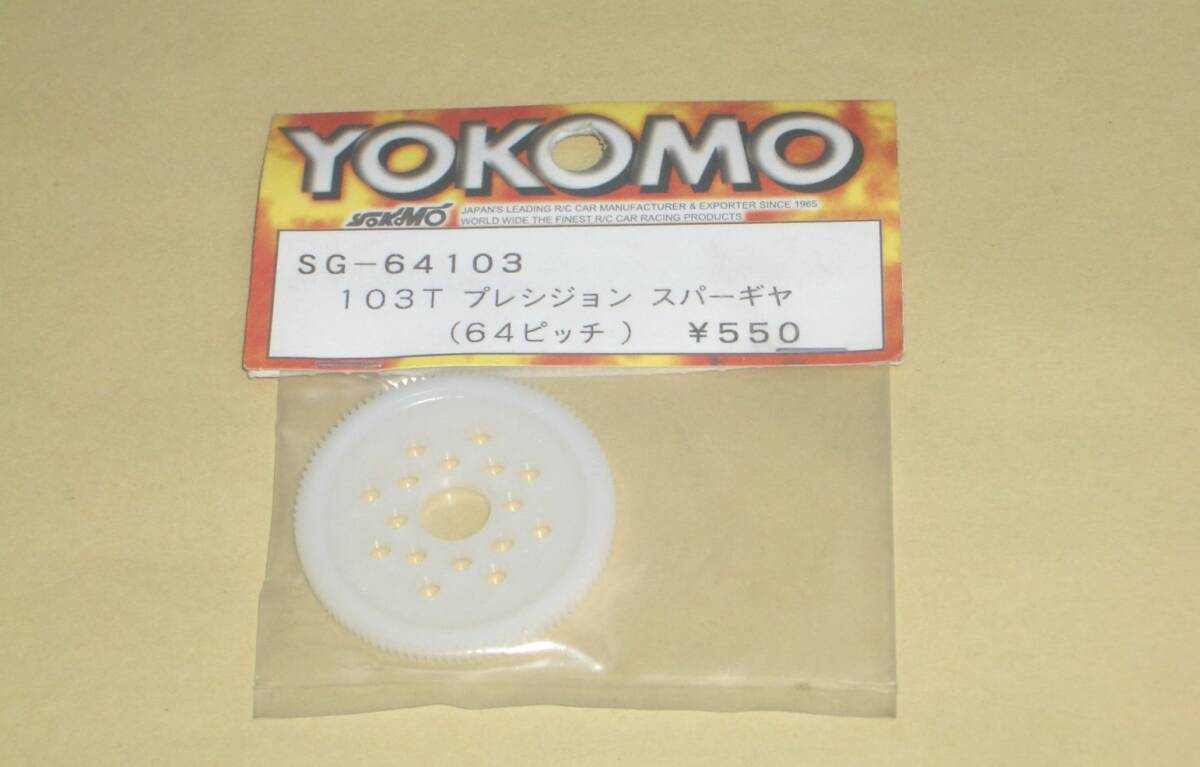 YOKOMO
YOKOMO JAPAN'S LEADING R/C CAR MANUFACTURER & EXPORTER SINCE 1965
WORLD WIDE THE FINEST R/C CAR RACING PRODUCTS
SG-64103
103T プレシジョン スパーギヤ
(64ピッチ) ¥550